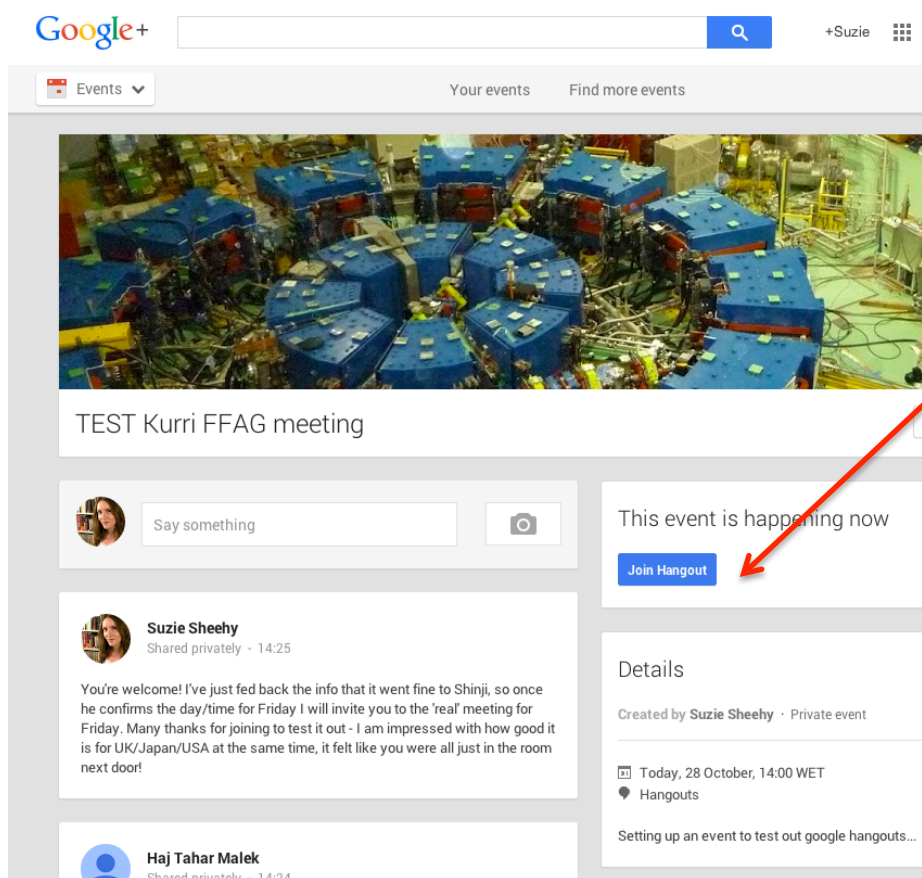 Google+
+Suzie
Events
Your events
Find more events
TEST Kurri FFAG meeting
Say something
Suzie Sheehy
Shared privately - 14:25
You're welcome! I've just fed back the info that it went fine to Shinji, so once
he confirms the day/time for Friday I will invite you to the 'real' meeting for
Friday. Many thanks for joining to test it out - I am impressed with how good it
is for UK/Japan/USA at the same time, it felt like you were all just in the room
next door!
Haj Tahar Malek
Shared privately - 14:24
This event is happening now
Join Hangout
Details
Created by Suzie Sheehy · Private event
Today, 28 October, 14:00 WET
Hangouts
Setting up an event to test out google hangouts...